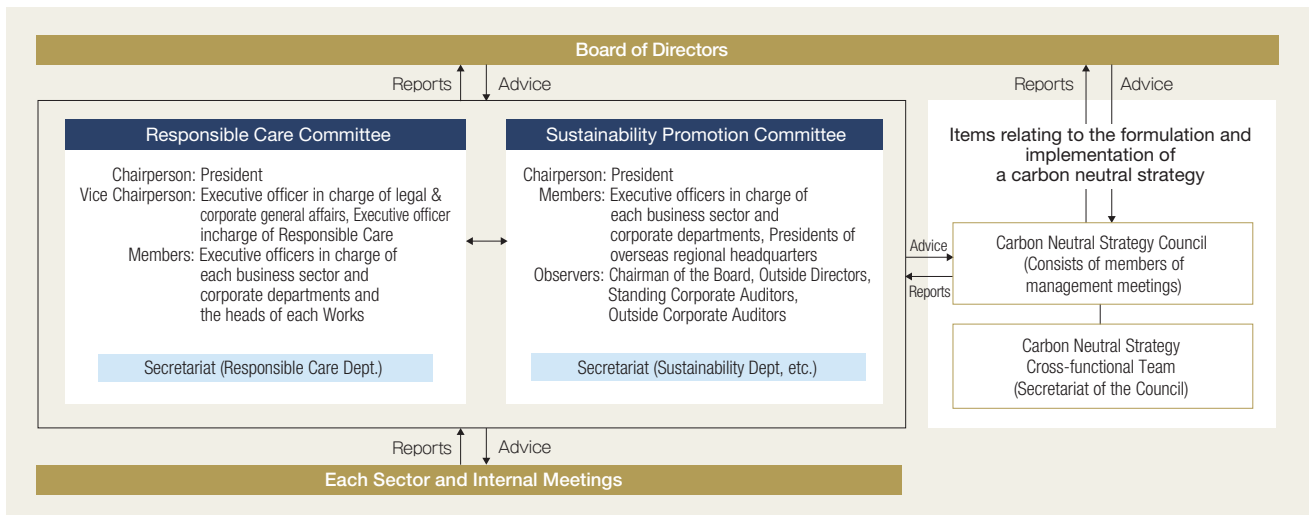 Board of Directors
Reports
Advice
Reports
Advice
Responsible Care Committee
Chairperson: President
Vice Chairperson: Executive officer in charge of legal &
corporate general affairs, Executive officer
incharge of Responsible Care
Members: Executive officers in charge of
each business sector and
corporate departments and
the heads of each Works
Secretariat (Responsible Care Dept.)
Sustainability Promotion Committee
Chairperson: President
Members: Executive officers in charge of
each business sector and
corporate departments, Presidents of
overseas regional headquarters
Observers: Chairman of the Board, Outside Directors,
Standing Corporate Auditors,
Outside Corporate Auditors
Secretariat (Sustainability Dept, etc.)
Items relating to the formulation and
implementation of
a carbon neutral strategy
Advice
Reports
Carbon Neutral Strategy Council
(Consists of members of
management meetings)
Carbon Neutral Strategy
Cross-functional Team
(Secretariat of the Council)
Reports
Advice
Each Sector and Internal Meetings